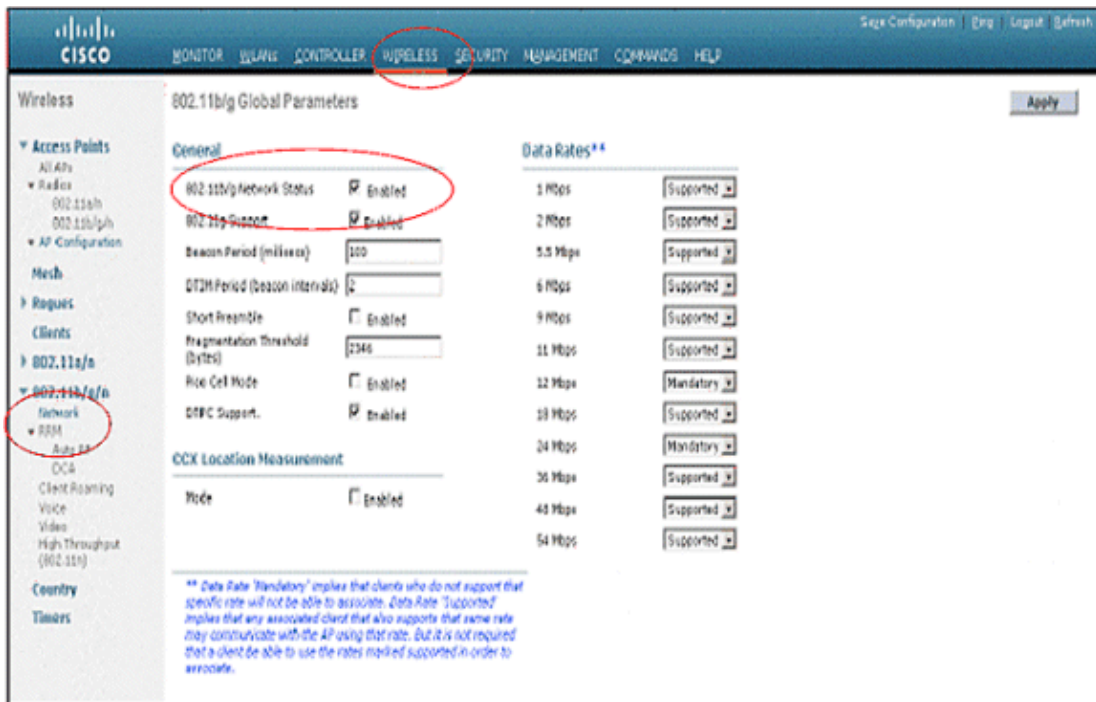 Save Configuration | Ping | Logout | Refresh
CISCO
MONITOR WLANs CONTROLLER WIRELESS SECURITY MANAGEMENT COMMANDS HELP
Wireless
Access Points
All APs
Radios
802.11a/n
802.11b/g/n
AP Configuration
Mesh
Rogues
Clients
802.11a/n
802.11b/g/n
Network
RRM
Auto RF
DCA
Client Roaming
Voice
Video
High Throughput
(802.11n)
Country
Timers
802.11b/g Global Parameters
Apply
General
802.11b/g Network Status Enabled
802.11g Support Enabled
Beacon Period (millisecs) 100
DTIM Period (beacon intervals) 2
Short Preamble Enabled
Fragmentation Threshold
(bytes) 2346
Pico Cell Mode Enabled
DTPC Support. Enabled
CCX Location Measurement
Mode Enabled
Data Rates**
1 Mbps Supported
2 Mbps Supported
5.5 Mbps Supported
6 Mbps Supported
9 Mbps Supported
11 Mbps Supported
12 Mbps Mandatory
18 Mbps Supported
24 Mbps Mandatory
36 Mbps Supported
48 Mbps Supported
54 Mbps Supported
** Data Rate 'Mandatory' implies that clients who do not support that
specific rate will not be able to associate. Data Rate 'Supported'
implies that any associated client that also supports that same rate
may communicate with the AP using that rate. But it is not required
that a client be able to use the rates marked supported in order to
associate.